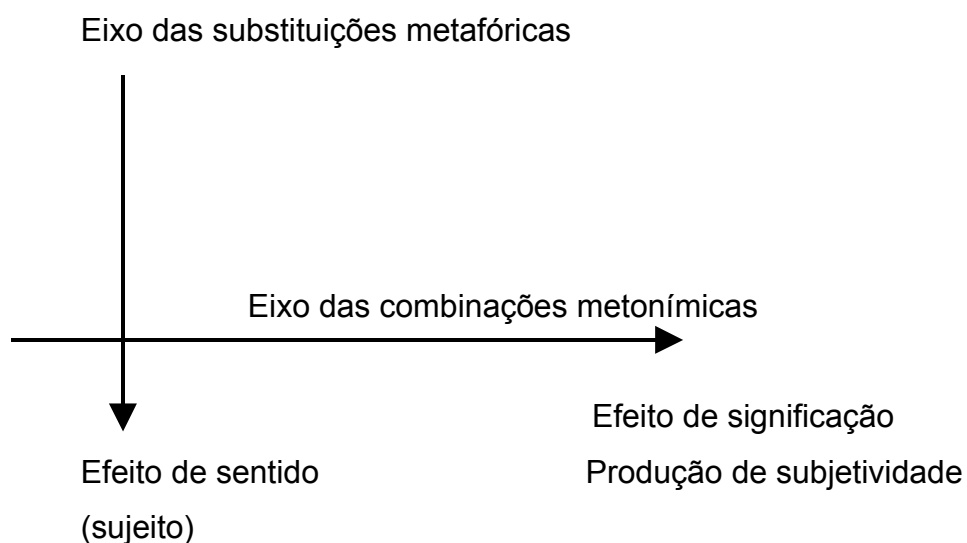 Eixo das substituições metafóricas
Eixo das combinações metonímicas
Efeito de significação
Efeito de sentido
Produção de subjetividade
(sujeito)